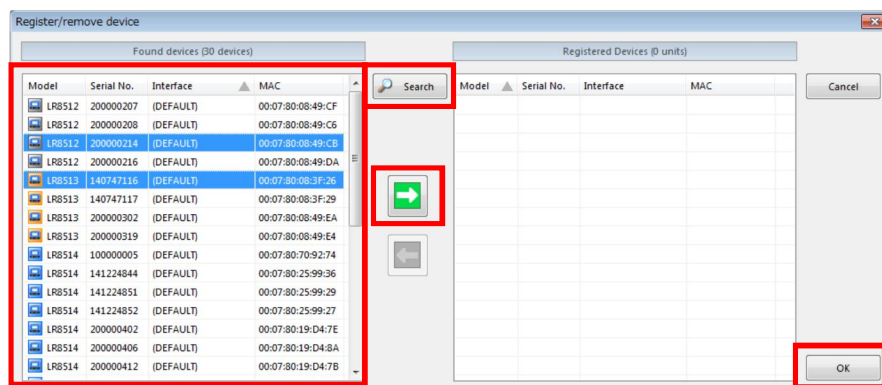 Register/remove device
Found devices (30 devices)
Registered Devices (0 units)
Model Serial No. Interface MAC
Search
Model Serial No. Interface MAC
Cancel
LR8512 200000207 (DEFAULT) 00:07:80:08:49:CF
LR8512 200000208 (DEFAULT) 00:07:80:08:49:C6
LR8512 200000214 (DEFAULT) 00:07:80:08:49:CB
LR8512 200000216 (DEFAULT) 00:07:80:08:49:DA
LR8513 140747116 (DEFAULT) 00:07:80:08:3F:26
LR8513 140747117 (DEFAULT) 00:07:80:08:3F:29
LR8513 200000302 (DEFAULT) 00:07:80:08:49:EA
LR8513 200000319 (DEFAULT) 00:07:80:08:49:E4
LR8514 100000005 (DEFAULT) 00:07:80:70:92:74
LR8514 141224844 (DEFAULT) 00:07:80:25:99:36
LR8514 141224851 (DEFAULT) 00:07:80:25:99:29
LR8514 141224852 (DEFAULT) 00:07:80:25:99:27
LR8514 200000402 (DEFAULT) 00:07:80:19:D4:7E
LR8514 200000406 (DEFAULT) 00:07:80:19:D4:8A
LR8514 200000412 (DEFAULT) 00:07:80:19:D4:7B
OK